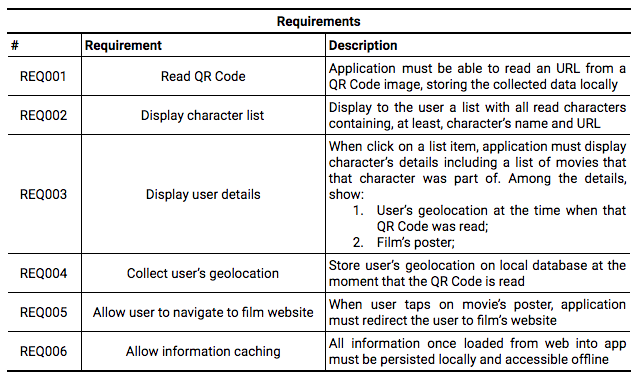 Requirements
# Requirement Description
REQ001 Read QR Code Application must be able to read an URL from a
QR Code image, storing the collected data locally
REQ002 Display character list Display to the user a list with all read characters
containing, at least, character's name and URL
REQ003 Display user details When click on a list item, application must display
character's details including a list of movies that
that character was part of. Among the details,
show:
1. User's geolocation at the time when that
QR Code was read;
2. Film's poster;
REQ004 Collect user's geolocation Store user's geolocation on local database at the
moment that the QR Code is read
REQ005 Allow user to navigate to film website When user taps on movie's poster, application
must redirect the user to film's website
REQ006 Allow information caching All information once loaded from web into app
must be persisted locally and accessible offline